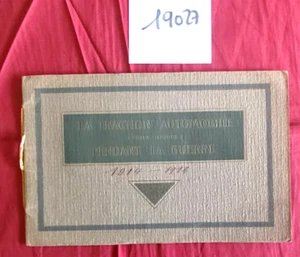 19027
LA TRACTION AUTOMOBILE
PENDANT LA GUERRE
1914 - 1918